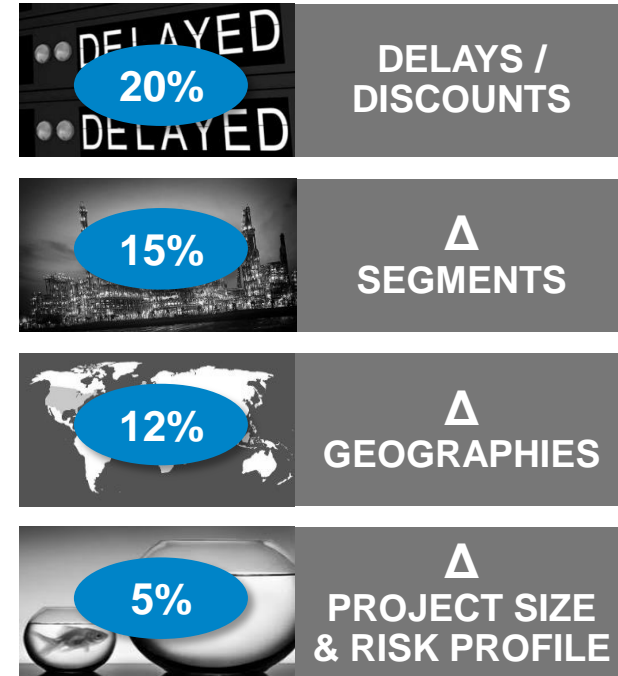 DELAYED
20%
DELAYED
DELAYS /
DISCOUNTS
15%
Δ
SEGMENTS
12%
Δ
GEOGRAPHIES
5%
Δ
PROJECT SIZE
& RISK PROFILE